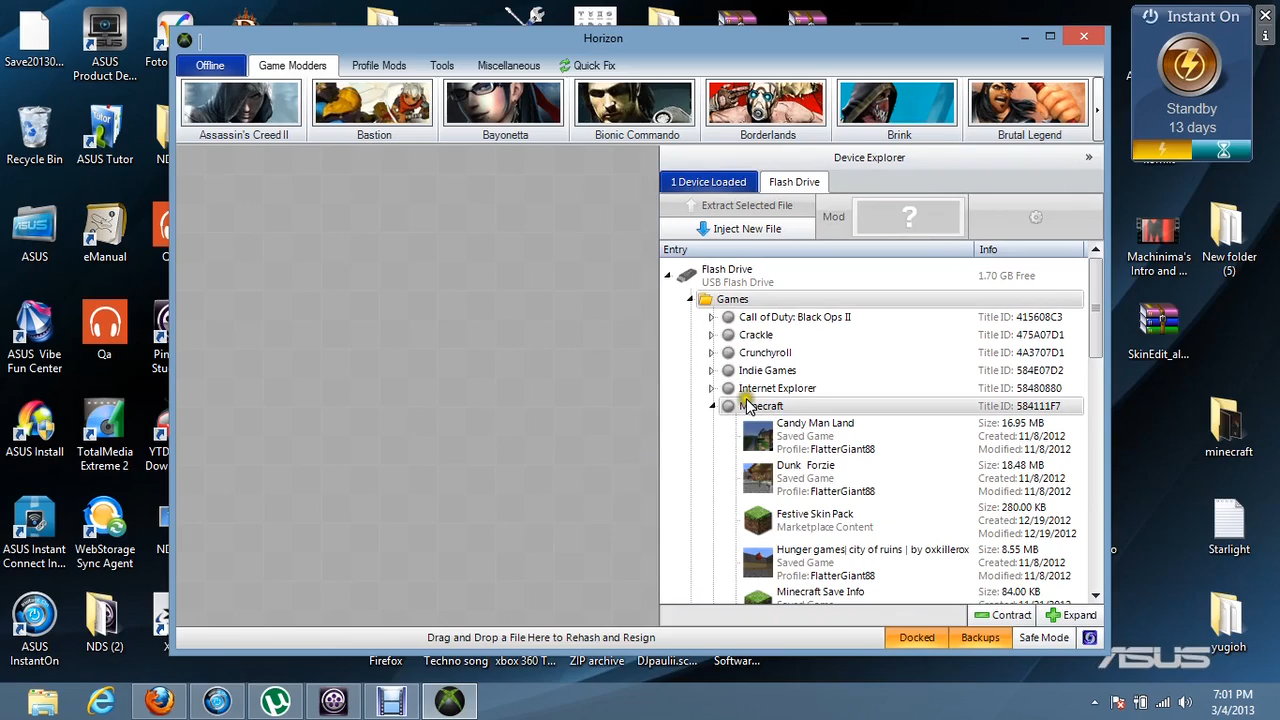 Save20130...
ASUS
Product De...
Fotor
Recycle Bin
ASUS Tutor
ASUS
eManual
ASUS Vibe
Fun Center
Qa
ASUS Install
TotalMedia
Extreme 2
ASUS Instant
Connect In...
WebStorage
Sync Agent
ASUS
InstantOn
NDS (2)
Horizon
Offline
Game Modders
Profile Mods
Tools
Miscellaneous
Quick Fix
Assassin's Creed II
Bastion
Bayonetta
Bionic Commando
Borderlands
Brink
Brutal Legend
Device Explorer
»
1 Device Loaded
Flash Drive
Extract Selected File
Inject New File
Mod
?
Entry
Info
Flash Drive
USB Flash Drive
1.70 GB Free
Games
Call of Duty: Black Ops II
Title ID: 415608C3
Crackle
Title ID: 475A07D1
Crunchyroll
Title ID: 4A3707D1
Indie Games
Title ID: 584E07D2
Internet Explorer
Title ID: 58480880
Minecraft
Title ID: 584111F7
Candy Man Land
Saved Game
Profile: FlatterGiant88
Size: 16.95 MB
Created: 11/8/2012
Modified: 11/8/2012
Dunk Forzie
Saved Game
Profile: FlatterGiant88
Size: 18.48 MB
Created: 11/8/2012
Modified: 11/8/2012
Festive Skin Pack
Marketplace Content
Size: 280.00 KB
Created: 12/19/2012
Modified: 12/19/2012
Hunger games| city of ruins | by oxkillerox
Saved Game
Profile: FlatterGiant88
Size: 8.55 MB
Created: 11/8/2012
Modified: 11/8/2012
Minecraft Save Info
Size: 84.00 KB
Contract
Expand
Drag and Drop a File Here to Rehash and Resign
Docked
Backups
Safe Mode
Firefox
Techno song
xbox 360 T...
ZIP archive
DJpaulii.sc...
Softwar...
Instant On
Standby
13 days
Machinima's
Intro and ...
New folder
(5)
SkinEdit_al...
minecraft
Starlight
yugioh
ASUS
7:01 PM
3/4/2013